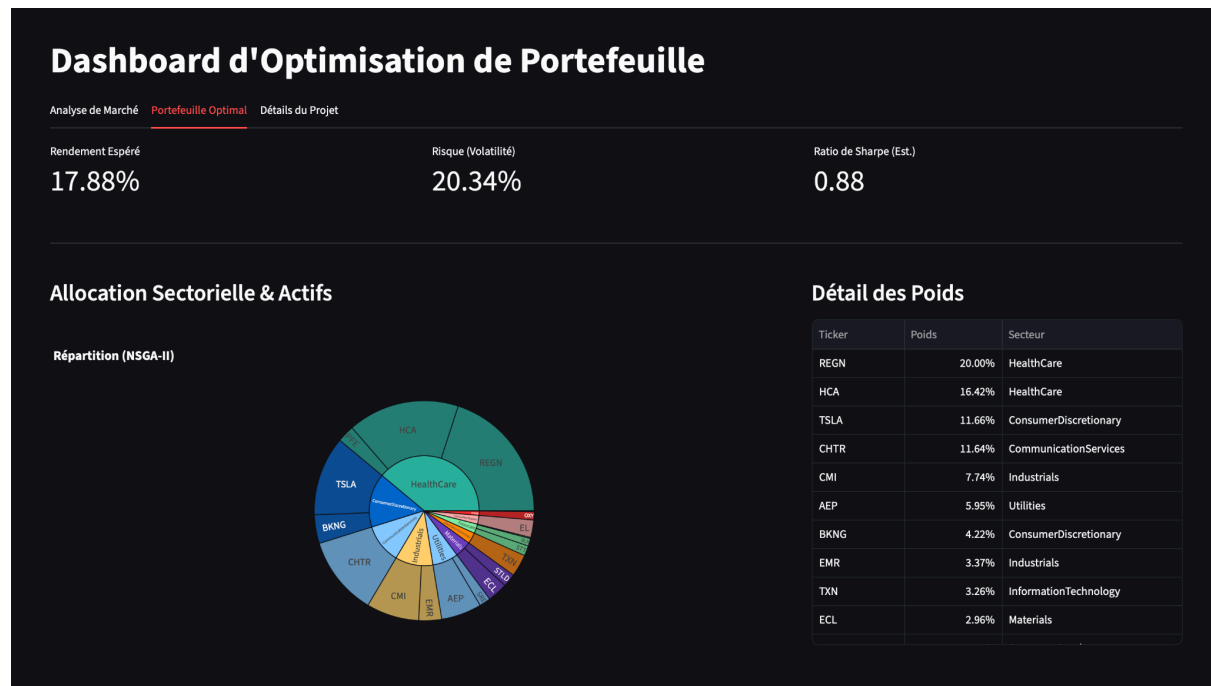 Dashboard d'Optimisation de Portefeuille
Analyse de Marché Portefeuille Optimal Détails du Projet
Rendement Espéré
17.88%
Risque (Volatilité)
20.34%
Ratio de Sharpe (Est.)
0.88
Allocation Sectorielle & Actifs
Répartition (NSGA-II)
HCA
REGN
PFE
TSLA
BKNG
CHTR
CMI
EMR
AEP
ECL
STLD
TXN
EL
OXY
HealthCare
ConsumerDiscretionary
Industrials
Utilities
Materials
Détail des Poids
Ticker Poids Secteur
REGN 20.00% HealthCare
HCA 16.42% HealthCare
TSLA 11.66% ConsumerDiscretionary
CHTR 11.64% CommunicationServices
CMI 7.74% Industrials
AEP 5.95% Utilities
BKNG 4.22% ConsumerDiscretionary
EMR 3.37% Industrials
TXN 3.26% InformationTechnology
ECL 2.96% Materials